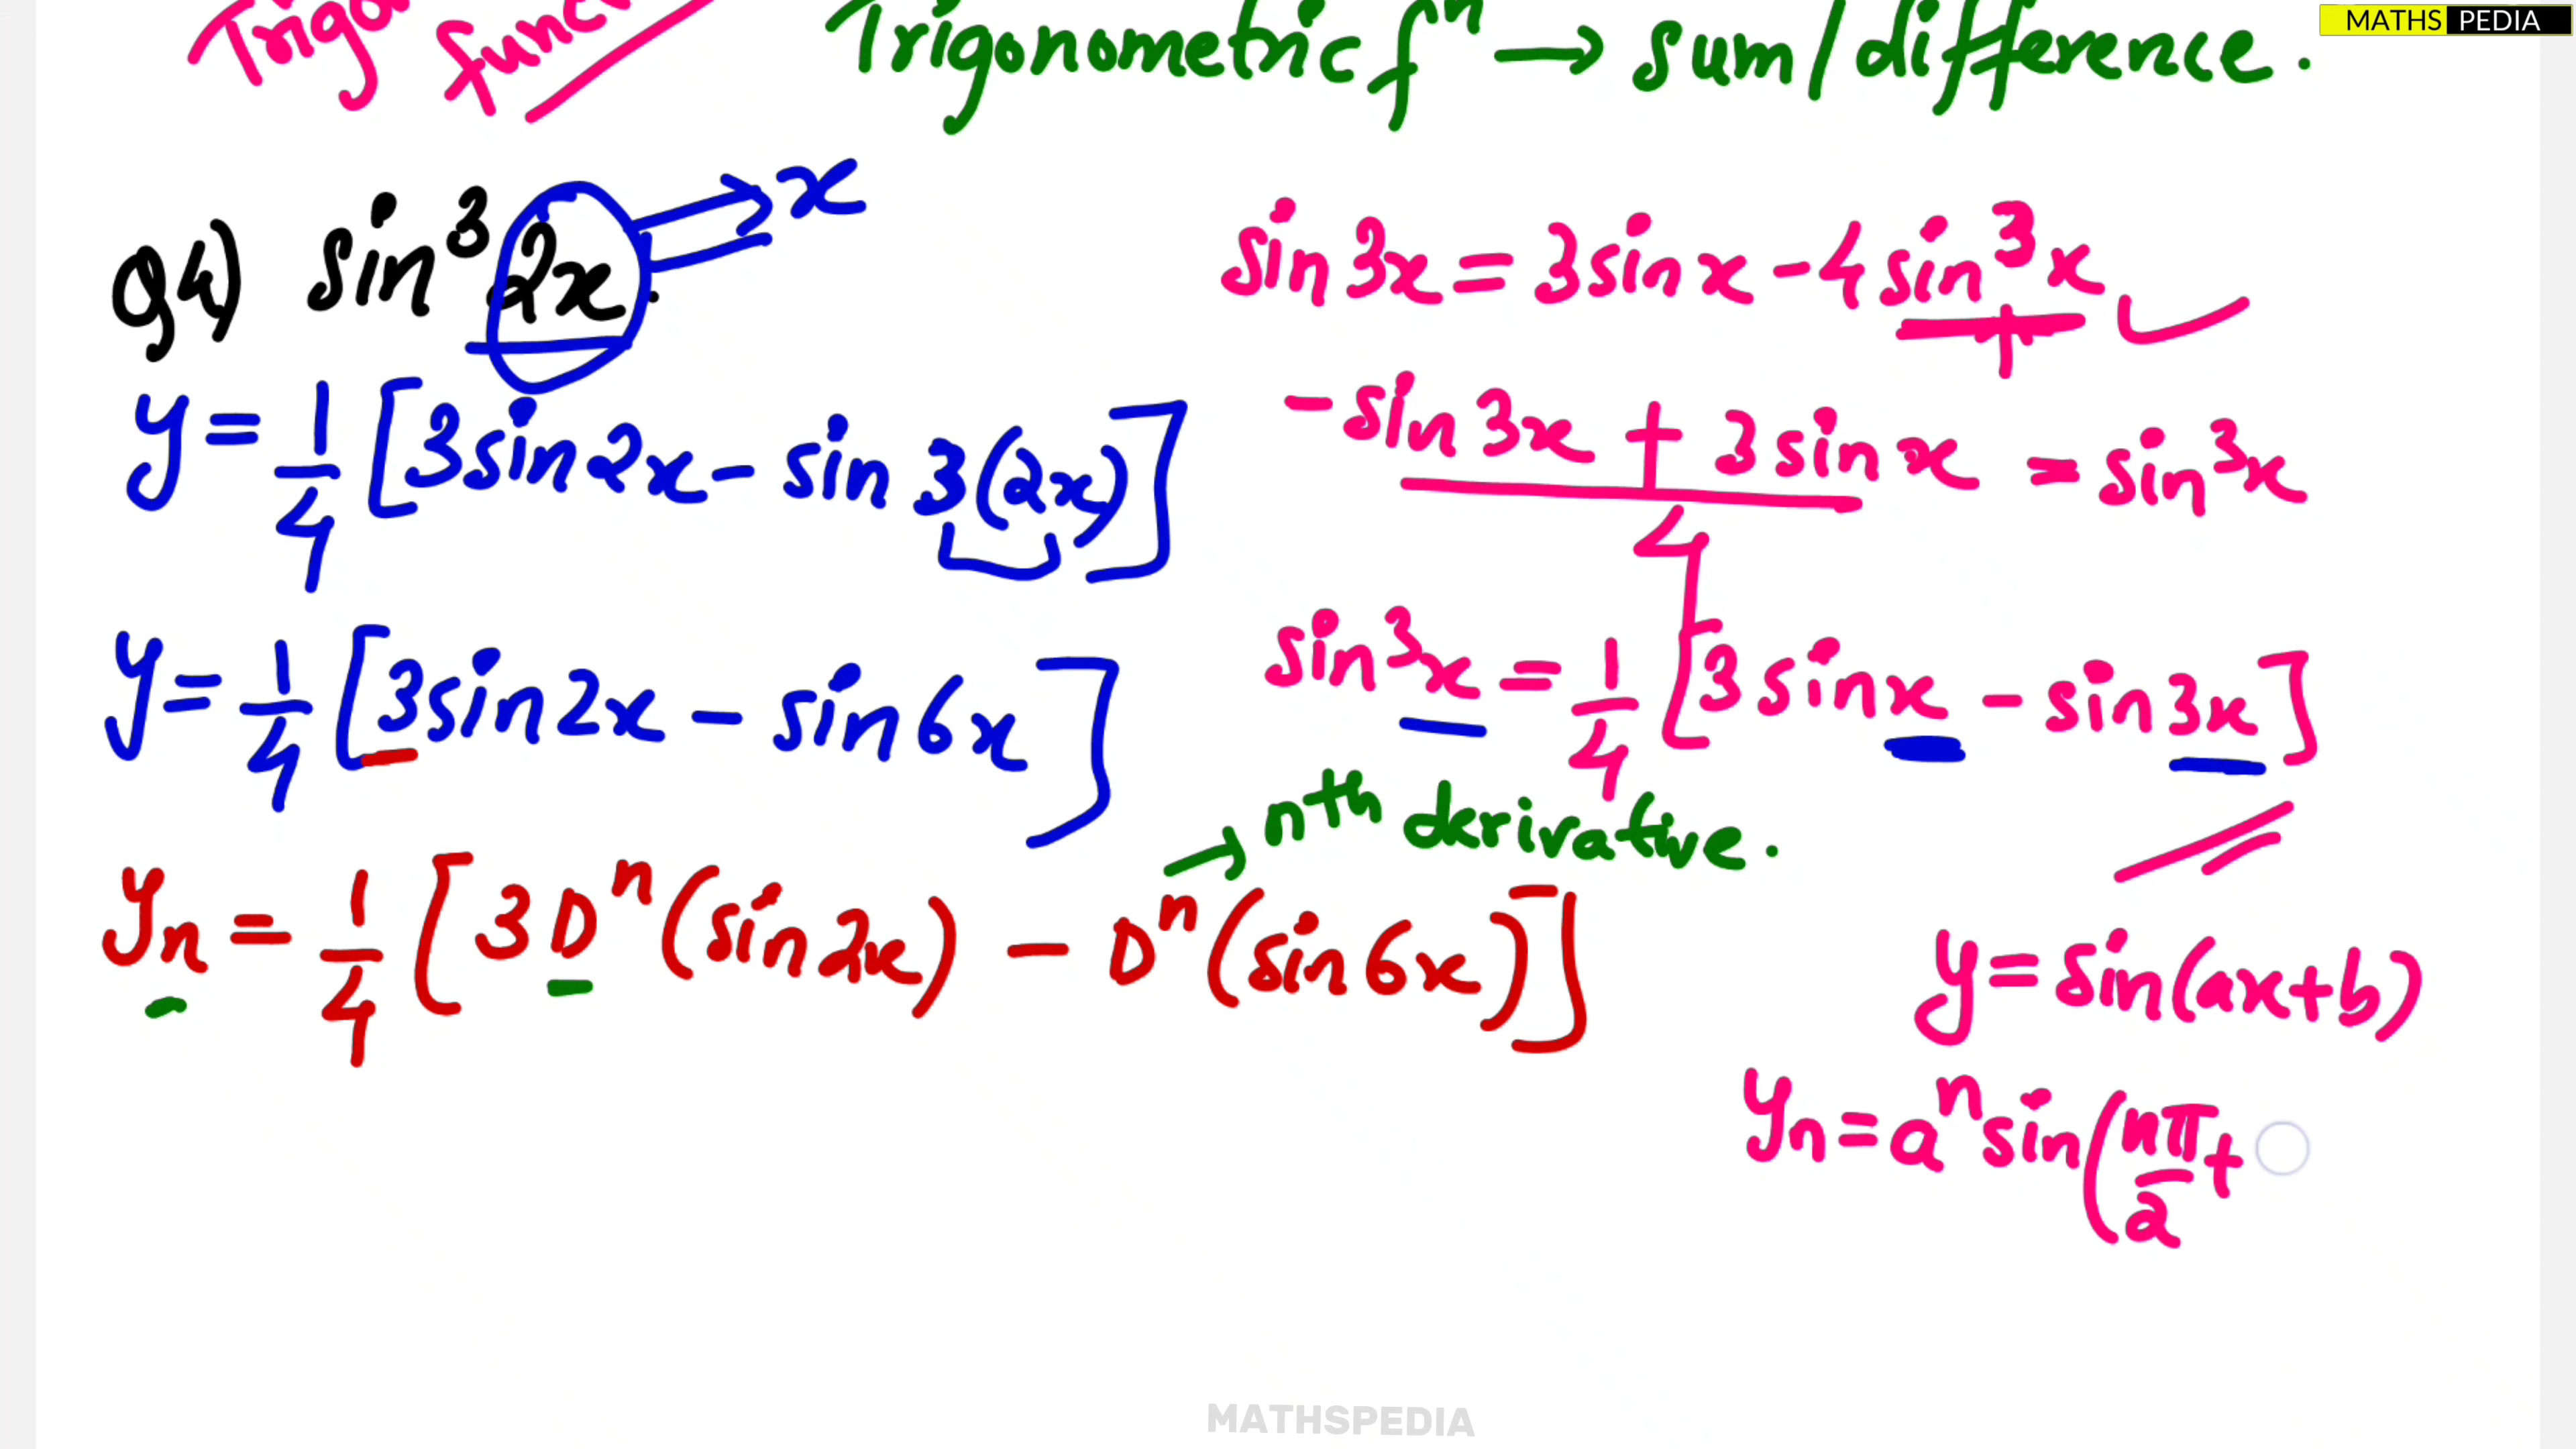 MATHS PEDIA
Trigonometric fⁿ → sum/difference.
Q4) sin³2x. ⇒ x
sin3x = 3sinx - 4sin³x ✓
y = 1/4 [3sin2x - sin 3(2x)]
(-sin3x + 3sinx)/4 = sin³x
y = 1/4 [3sin2x - sin6x]
sin³x = 1/4 [3sinx - sin3x]
→ nth derivative.
yₙ = 1/4 [3Dⁿ(sin2x) - Dⁿ(sin6x)]
y = sin(ax+b)
yₙ = aⁿsin(nπ/2 +
MATHSPEDIA